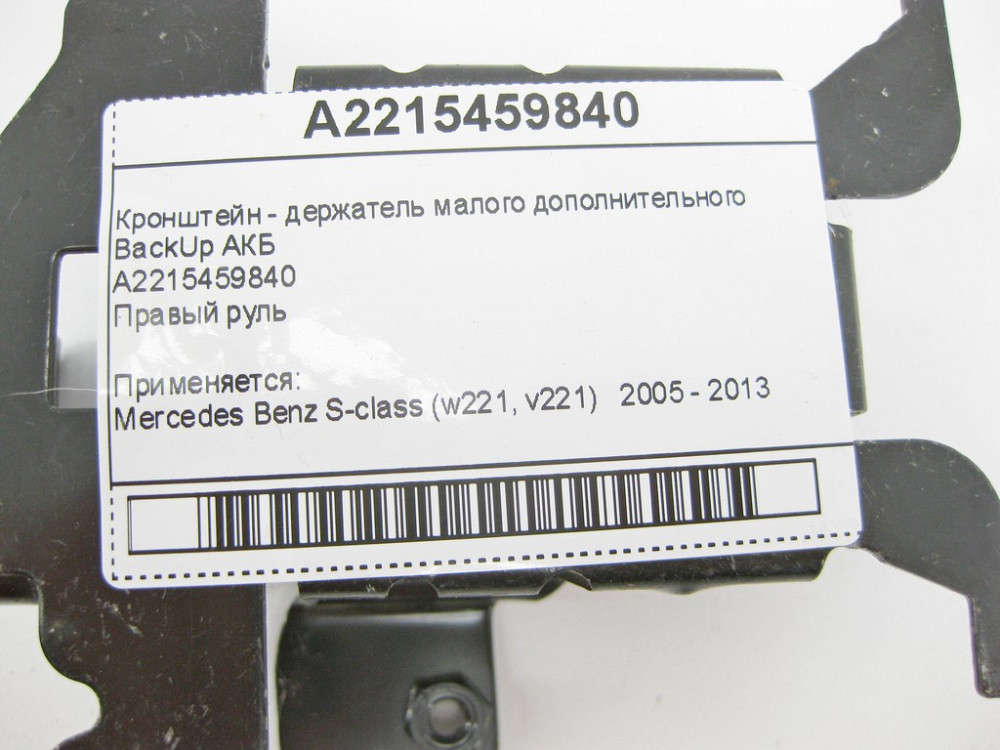 A2215459840
Кронштейн - держатель малого дополнительного
BackUp АКБ
A2215459840
Правый руль
Применяется:
Mercedes Benz S-class (w221, v221) 2005 - 2013